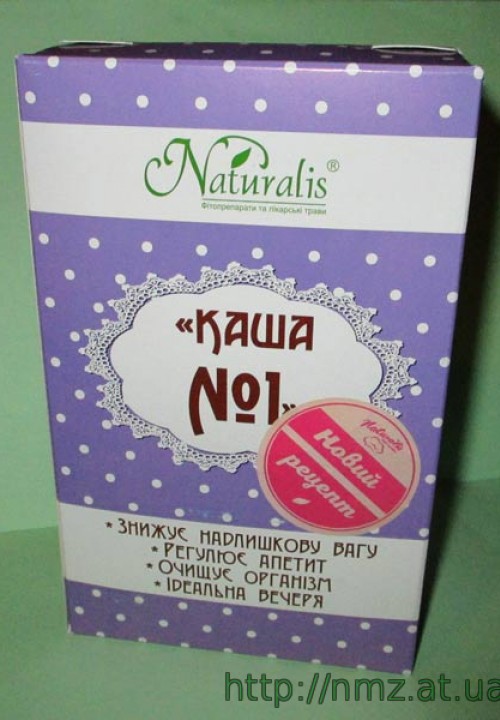 Naturalis®
Фітопрепарати та лікарські трави
«КАША
№1»
Naturalis
Новий
рецепт
* ЗНИЖУЄ НАДЛИШКОВУ ВАГУ
* РЕГУЛЮЄ АПЕТИТ
* ОЧИЩУЄ ОРГАНІЗМ
* ІДЕАЛЬНА ВЕЧЕРЯ
http://nmz.at.ua